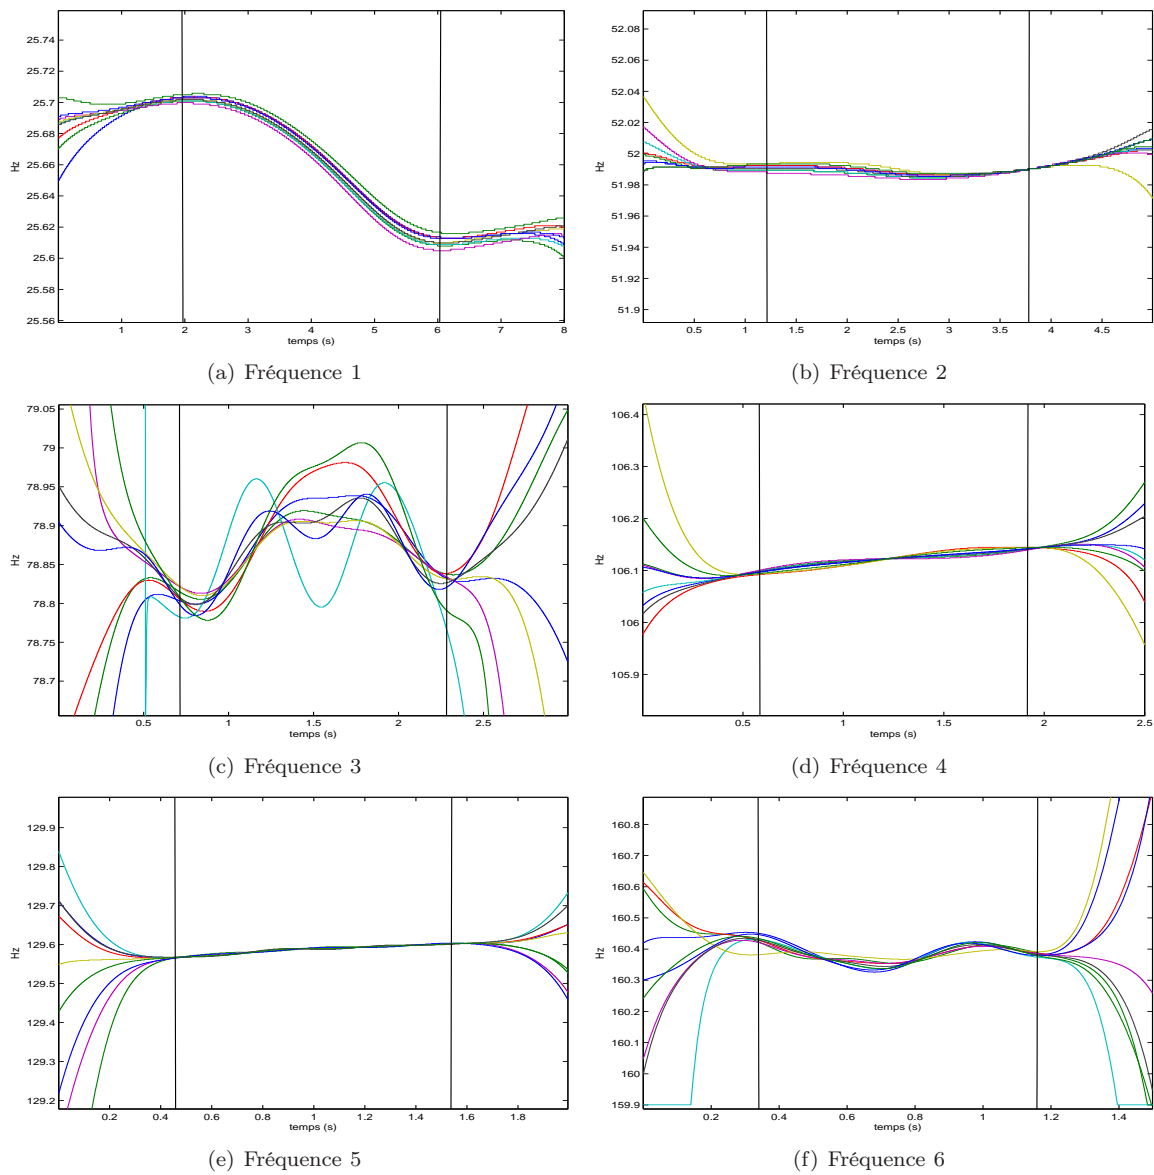 25.74
25.72
25.7
25.68
25.66
25.64
25.62
25.6
25.58
25.56
Hz
1 2 3 4 5 6 7 8
temps (s)
(a) Fréquence 1
52.08
52.06
52.04
52.02
52
51.98
51.96
51.94
51.92
51.9
Hz
0.5 1 1.5 2 2.5 3 3.5 4 4.5
temps (s)
(b) Fréquence 2
79.05
79
78.95
78.9
78.85
78.8
78.75
78.7
Hz
0.5 1 1.5 2 2.5
temps (s)
(c) Fréquence 3
106.4
106.3
106.2
106.1
106
105.9
Hz
0.5 1 1.5 2 2.5
temps (s)
(d) Fréquence 4
129.9
129.8
129.7
129.6
129.5
129.4
129.3
129.2
Hz
0.2 0.4 0.6 0.8 1 1.2 1.4 1.6 1.8
temps (s)
(e) Fréquence 5
160.8
160.7
160.6
160.5
160.4
160.3
160.2
160.1
160
159.9
Hz
0.2 0.4 0.6 0.8 1 1.2 1.4
temps (s)
(f) Fréquence 6